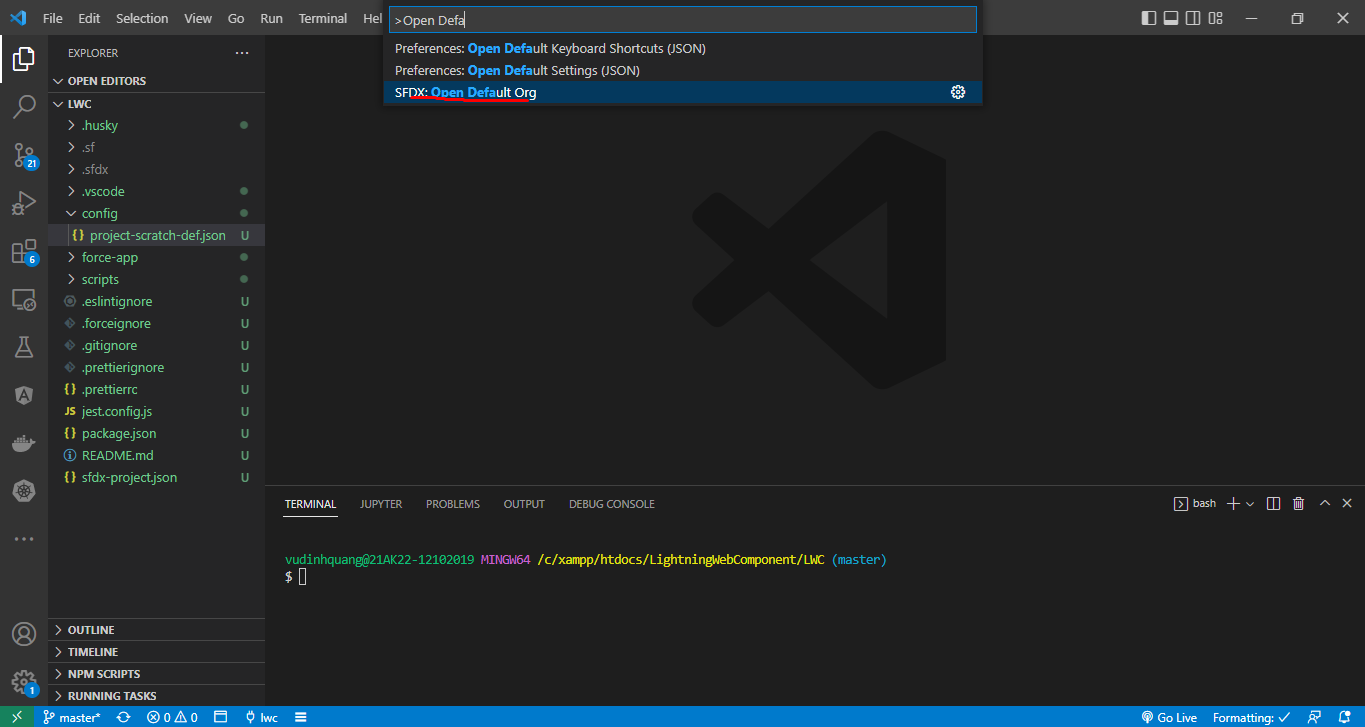 File Edit Selection View Go Run Terminal Hel
>Open Defa
Preferences: Open Default Keyboard Shortcuts (JSON)
Preferences: Open Default Settings (JSON)
SFDX: Open Default Org
EXPLORER
OPEN EDITORS
LWC
.husky
.sf
.sfdx
.vscode
config
{} project-scratch-def.json U
force-app
scripts
.eslintignore U
.forceignore U
.gitignore U
.prettierignore U
{} .prettierrc U
JS jest.config.js U
{} package.json U
README.md U
{} sfdx-project.json U
21
6
OUTLINE
TIMELINE
NPM SCRIPTS
RUNNING TASKS
1
TERMINAL JUPYTER PROBLEMS OUTPUT DEBUG CONSOLE
bash
vudinhquang@21AK22-12102019 MINGW64 /c/xampp/htdocs/LightningWebComponent/LWC (master)
$
master* 0 0 lwc Go Live Formatting: ✓